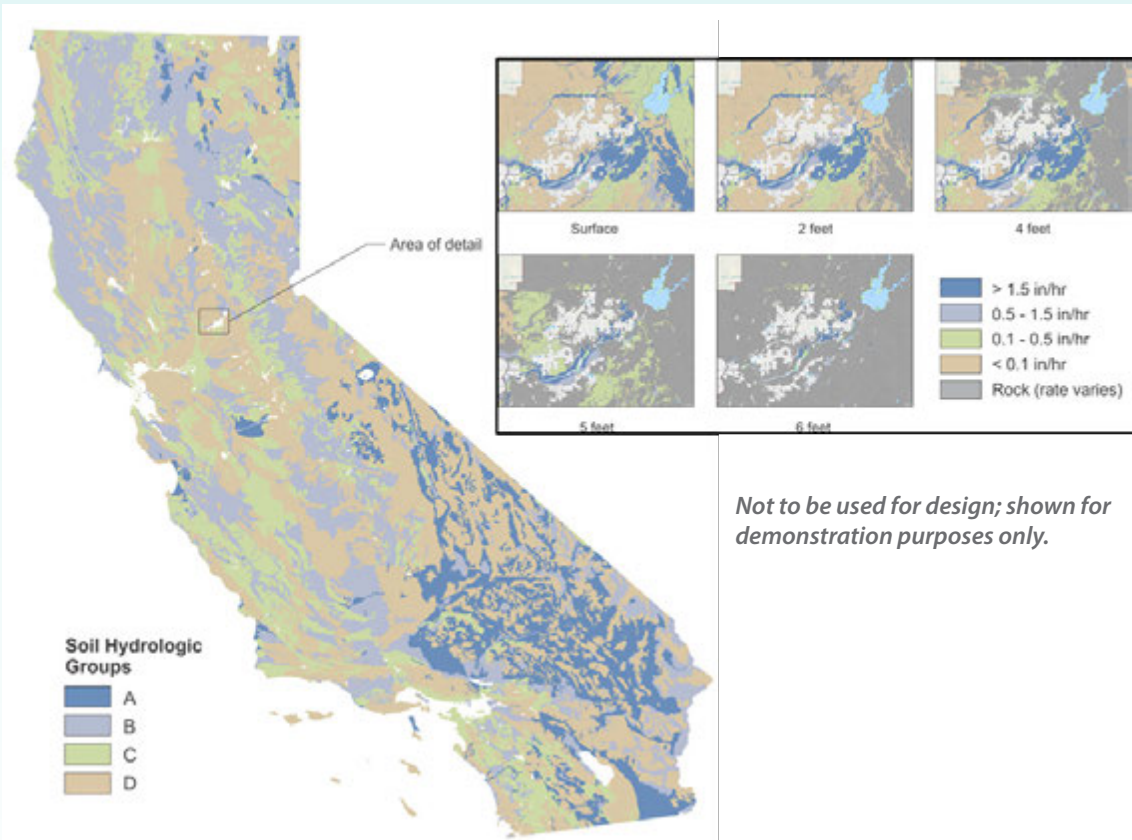 Area of detail
Surface
2 feet
4 feet
5 feet
6 feet
> 1.5 in/hr
0.5 - 1.5 in/hr
0.1 - 0.5 in/hr
< 0.1 in/hr
Rock (rate varies)
Not to be used for design; shown for
demonstration purposes only.
Soil Hydrologic
Groups
A
B
C
D